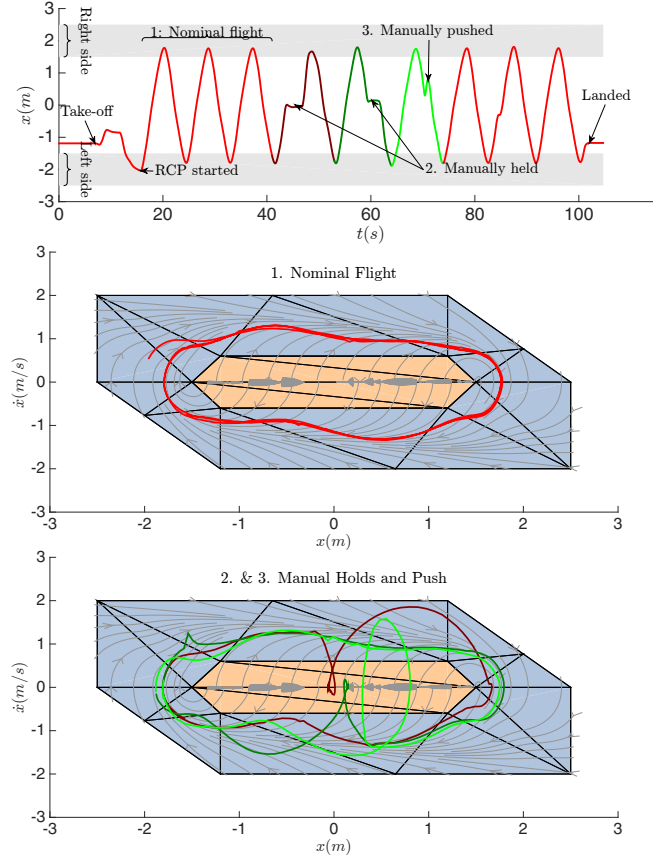 3
1: Nominal flight
3. Manually pushed
2
1
0
-1
-2
-3
x(m)
Right side
Left side
Take-off
RCP started
2. Manually held
Landed
0 20 40 60 80 100
t(s)
3
1. Nominal Flight
2
1
0
-1
-2
-3
ẋ(m/s)
-3 -2 -1 0 1 2 3
x(m)
3
2. & 3. Manual Holds and Push
2
1
0
-1
-2
-3
ẋ(m/s)
-3 -2 -1 0 1 2 3
x(m)